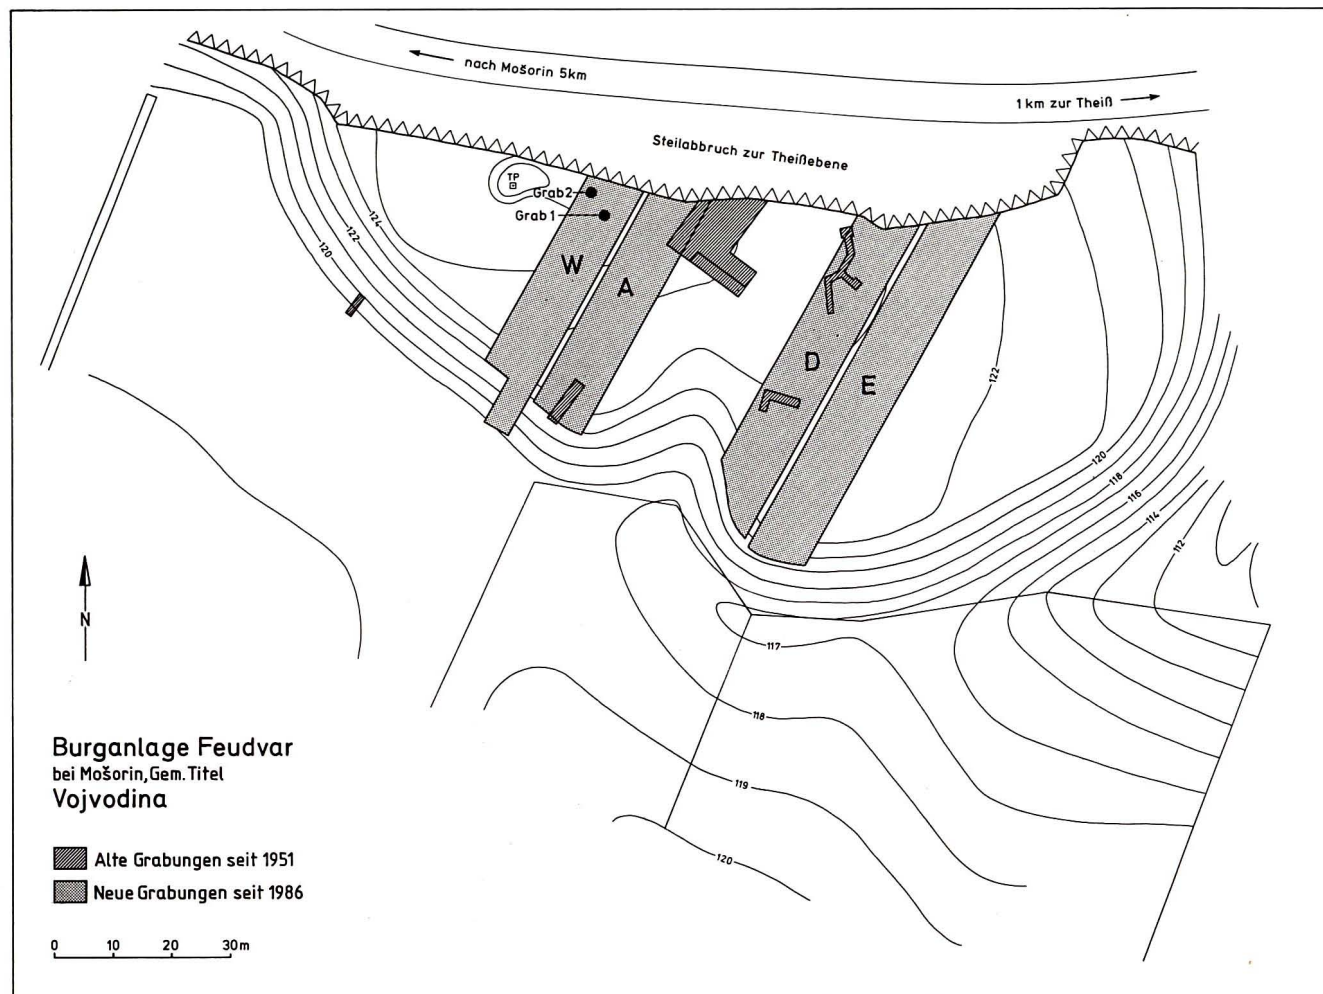 nach Mošorin 5km
1 km zur Theiß
Steilabbruch zur Theißebene
TP
Grab 2
Grab 1
124
122
120
W
A
D
E
122
120
118
116
114
112
N
117
118
119
120
Burganlage Feudvar
bei Mošorin, Gem. Titel
Vojvodina
Alte Grabungen seit 1951
Neue Grabungen seit 1986
0 10 20 30 m